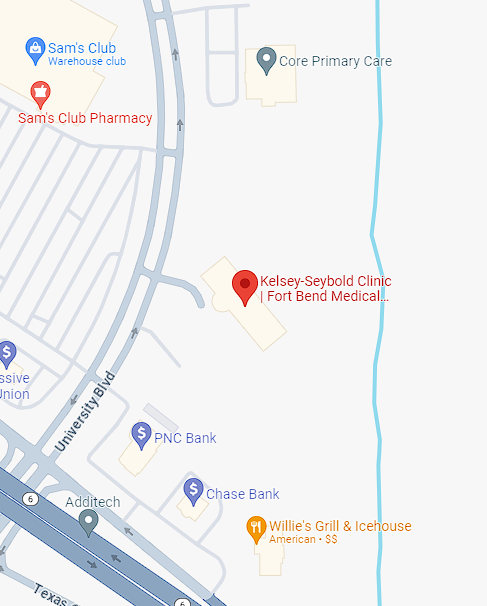 Sam's Club
Warehouse club
Core Primary Care
Sam's Club Pharmacy
Kelsey-Seybold Clinic
| Fort Bend Medical...
ssive
Union
University Blvd
$
$
PNC Bank
$
Chase Bank
6
Additech
Willie's Grill & Icehouse
American • $$
Texas
6